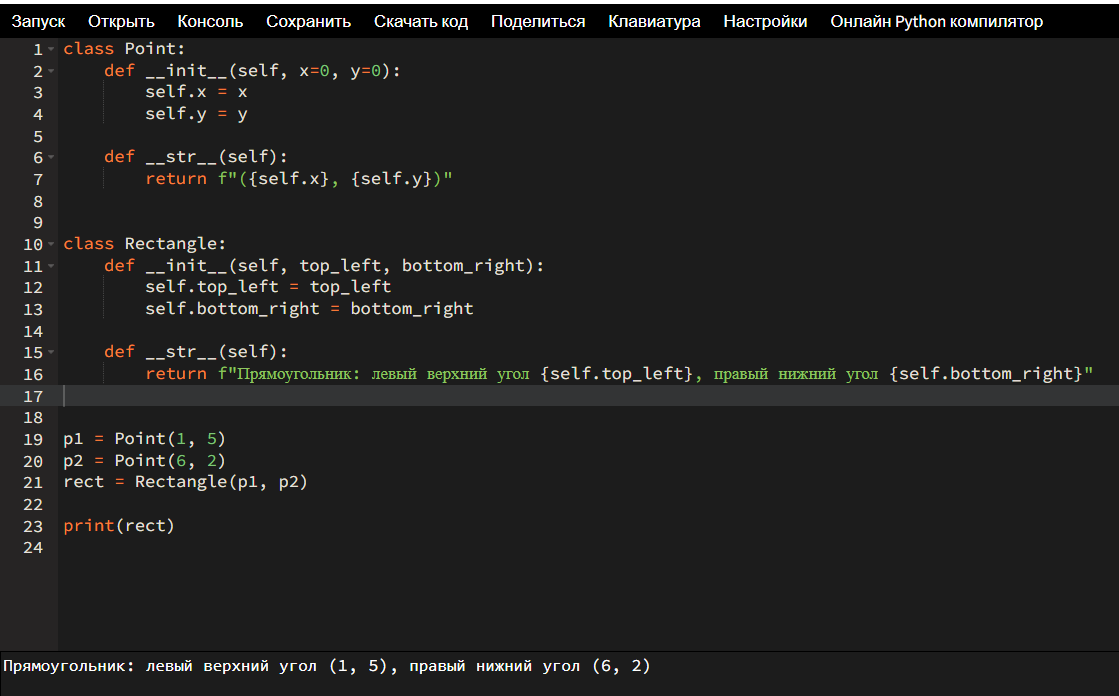 Запуск Открыть Консоль Сохранить Скачать код Поделиться Клавиатура Настройки Онлайн Python компилятор
1 class Point:
2     def __init__(self, x=0, y=0):
3         self.x = x
4         self.y = y
5
6     def __str__(self):
7         return f"({self.x}, {self.y})"
8
9
10 class Rectangle:
11     def __init__(self, top_left, bottom_right):
12         self.top_left = top_left
13         self.bottom_right = bottom_right
14
15     def __str__(self):
16         return f"Прямоугольник: левый верхний угол {self.top_left}, правый нижний угол {self.bottom_right}"
17
18
19 p1 = Point(1, 5)
20 p2 = Point(6, 2)
21 rect = Rectangle(p1, p2)
22
23 print(rect)
24
Прямоугольник: левый верхний угол (1, 5), правый нижний угол (6, 2)